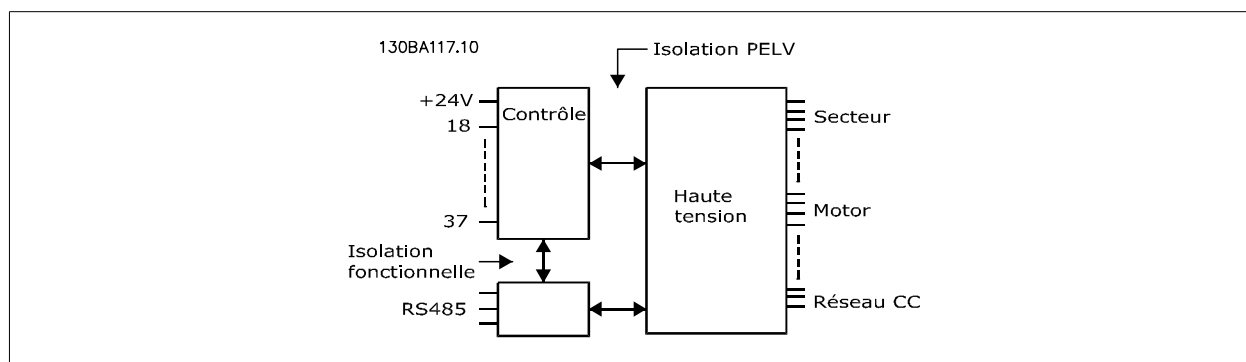 130BA117.10
Isolation PELV
+24V
Contrôle
18
37
Secteur
Haute
tension
Motor
Isolation
fonctionnelle
RS485
Réseau CC